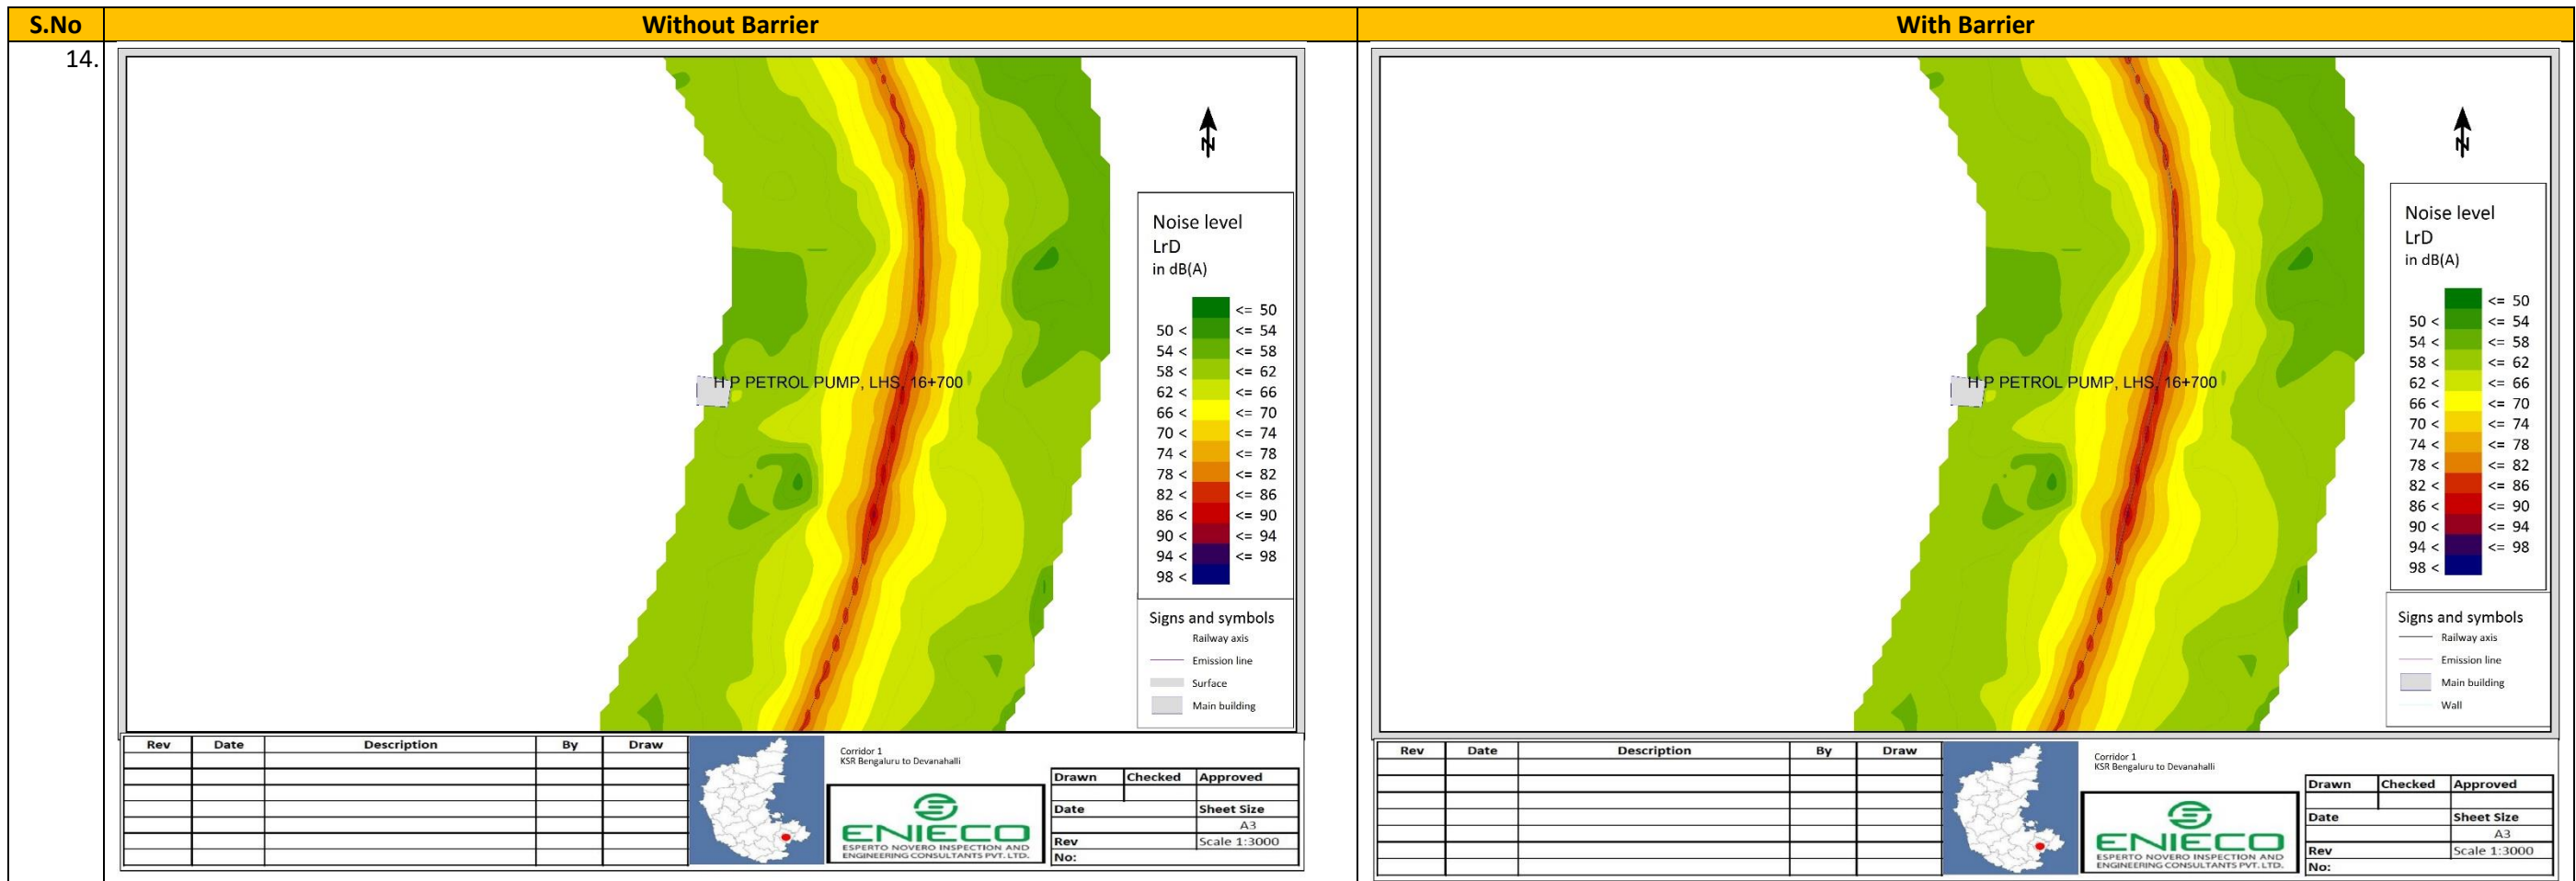 S.No Without Barrier With Barrier
14.
N
Noise level
LrD
in dB(A)
<= 50
50 < <= 54
54 < <= 58
58 < <= 62
62 < <= 66
66 < <= 70
70 < <= 74
74 < <= 78
78 < <= 82
82 < <= 86
86 < <= 90
90 < <= 94
94 < <= 98
98 <
H P PETROL PUMP, LHS, 16+700
Signs and symbols
Railway axis
Emission line
Surface
Main building
Rev Date Description By Draw
Corridor 1
KSR Bengaluru to Devanahalli
ENIECO
ESPERTO NOVERO INSPECTION AND
ENGINEERING CONSULTANTS PVT. LTD.
Drawn Checked Approved
Date Sheet Size
A3
Rev Scale 1:3000
No:
N
Noise level
LrD
in dB(A)
<= 50
50 < <= 54
54 < <= 58
58 < <= 62
62 < <= 66
66 < <= 70
70 < <= 74
74 < <= 78
78 < <= 82
82 < <= 86
86 < <= 90
90 < <= 94
94 < <= 98
98 <
H P PETROL PUMP, LHS, 16+700
Signs and symbols
Railway axis
Emission line
Main building
Wall
Rev Date Description By Draw
Corridor 1
KSR Bengaluru to Devanahalli
ENIECO
ESPERTO NOVERO INSPECTION AND
ENGINEERING CONSULTANTS PVT. LTD.
Drawn Checked Approved
Date Sheet Size
A3
Rev Scale 1:3000
No: